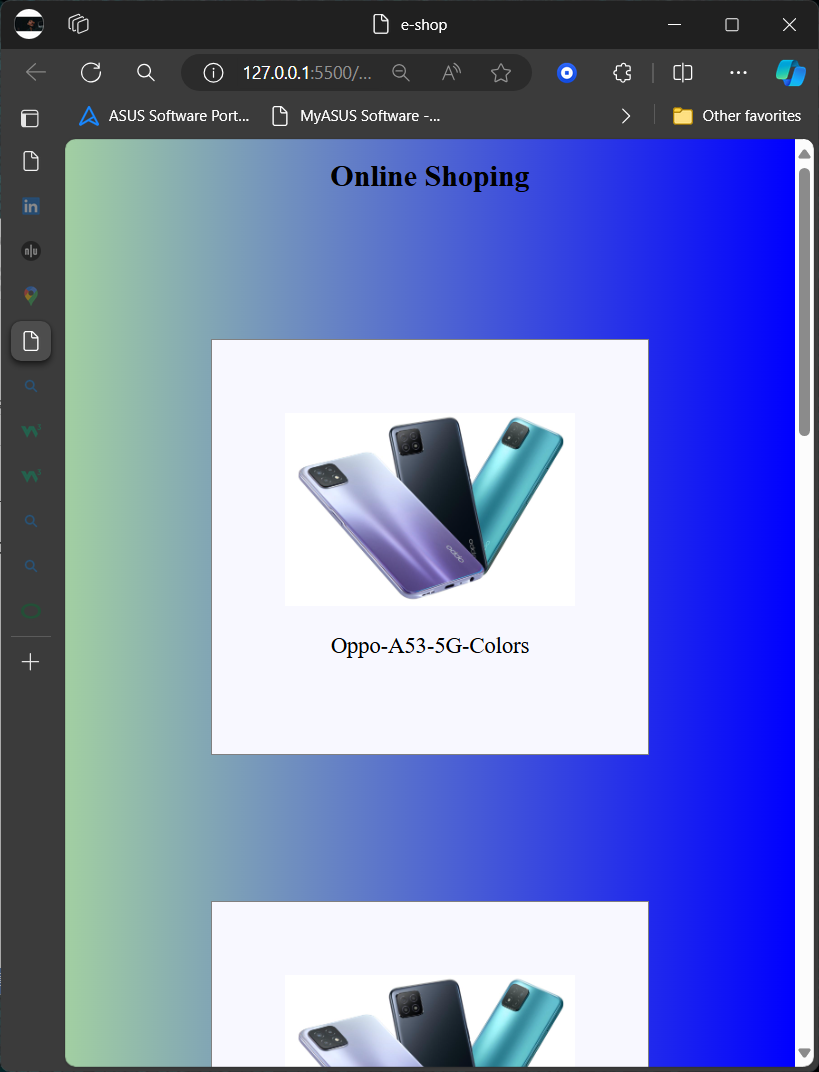 e-shop
127.0.0.1:5500/...
ASUS Software Port...
MyASUS Software -...
Other favorites
Online Shoping
oppo
Oppo-A53-5G-Colors